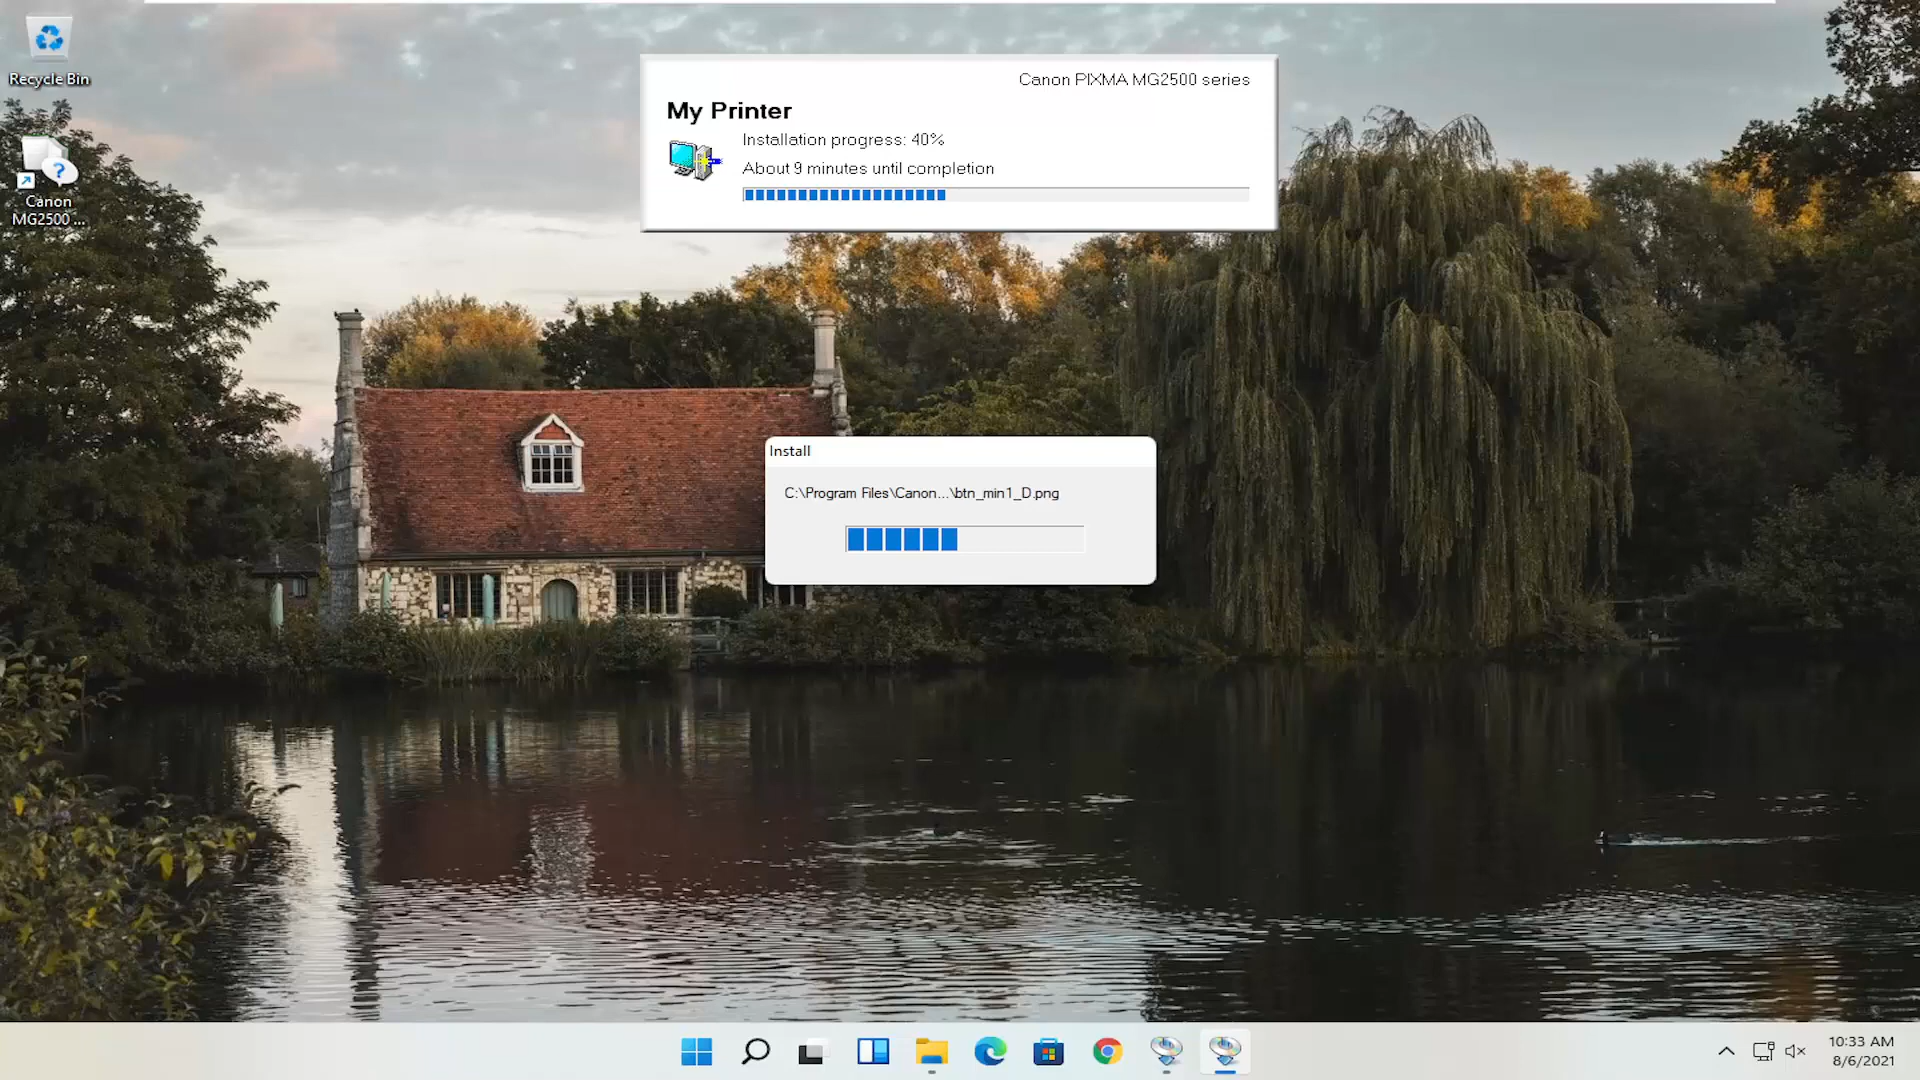 Recycle Bin
Canon
MG2500 ...
Canon PIXMA MG2500 series
My Printer
Installation progress: 40%
About 9 minutes until completion
Install
C:\Program Files\Canon...\btn_min1_D.png
10:33 AM
8/6/2021